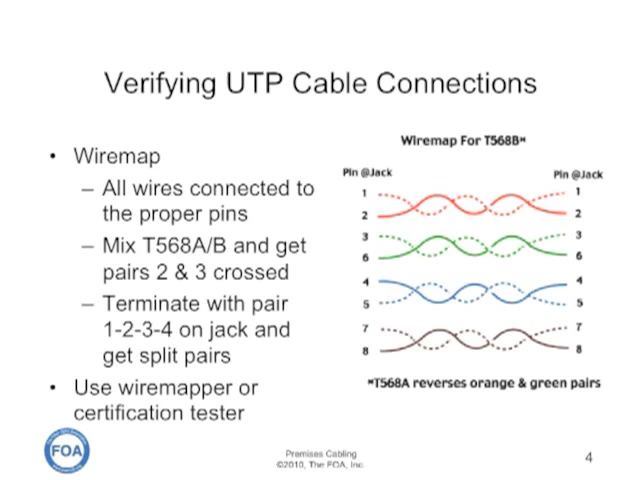 Verifying UTP Cable Connections
• Wiremap
– All wires connected to
the proper pins
– Mix T568A/B and get
pairs 2 & 3 crossed
– Terminate with pair
1-2-3-4 on jack and
get split pairs
• Use wiremapper or
certification tester
Wiremap For T568B*
Pin @Jack Pin @Jack
1 1
2 2
3 3
6 6
4 4
5 5
7 7
8 8
*T568A reverses orange & green pairs
FOA
Premises Cabling
©2010, The FOA, Inc.
4